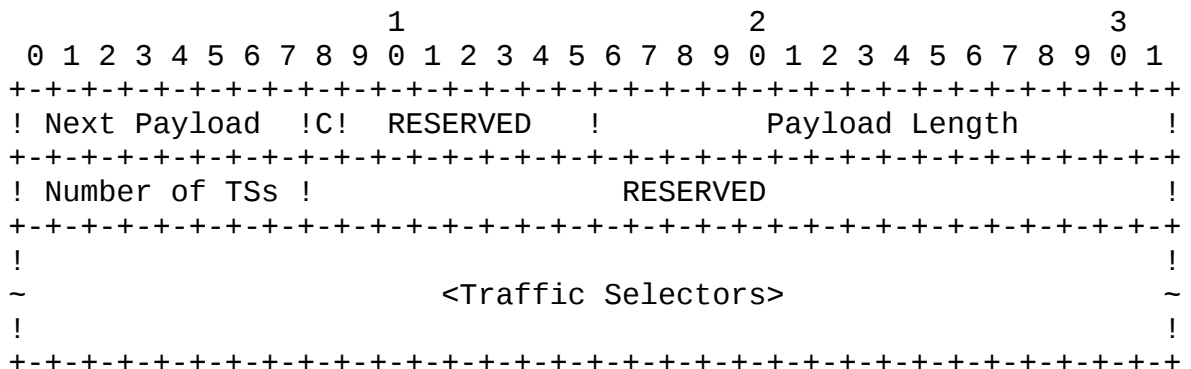 1                   2                   3
 0 1 2 3 4 5 6 7 8 9 0 1 2 3 4 5 6 7 8 9 0 1 2 3 4 5 6 7 8 9 0 1
+-+-+-+-+-+-+-+-+-+-+-+-+-+-+-+-+-+-+-+-+-+-+-+-+-+-+-+-+-+-+-+-+
! Next Payload  !C!  RESERVED   !         Payload Length        !
+-+-+-+-+-+-+-+-+-+-+-+-+-+-+-+-+-+-+-+-+-+-+-+-+-+-+-+-+-+-+-+-+
! Number of TSs !                 RESERVED                      !
+-+-+-+-+-+-+-+-+-+-+-+-+-+-+-+-+-+-+-+-+-+-+-+-+-+-+-+-+-+-+-+-+
!                                                               !
~                       <Traffic Selectors>                     ~
!                                                               !
+-+-+-+-+-+-+-+-+-+-+-+-+-+-+-+-+-+-+-+-+-+-+-+-+-+-+-+-+-+-+-+-+